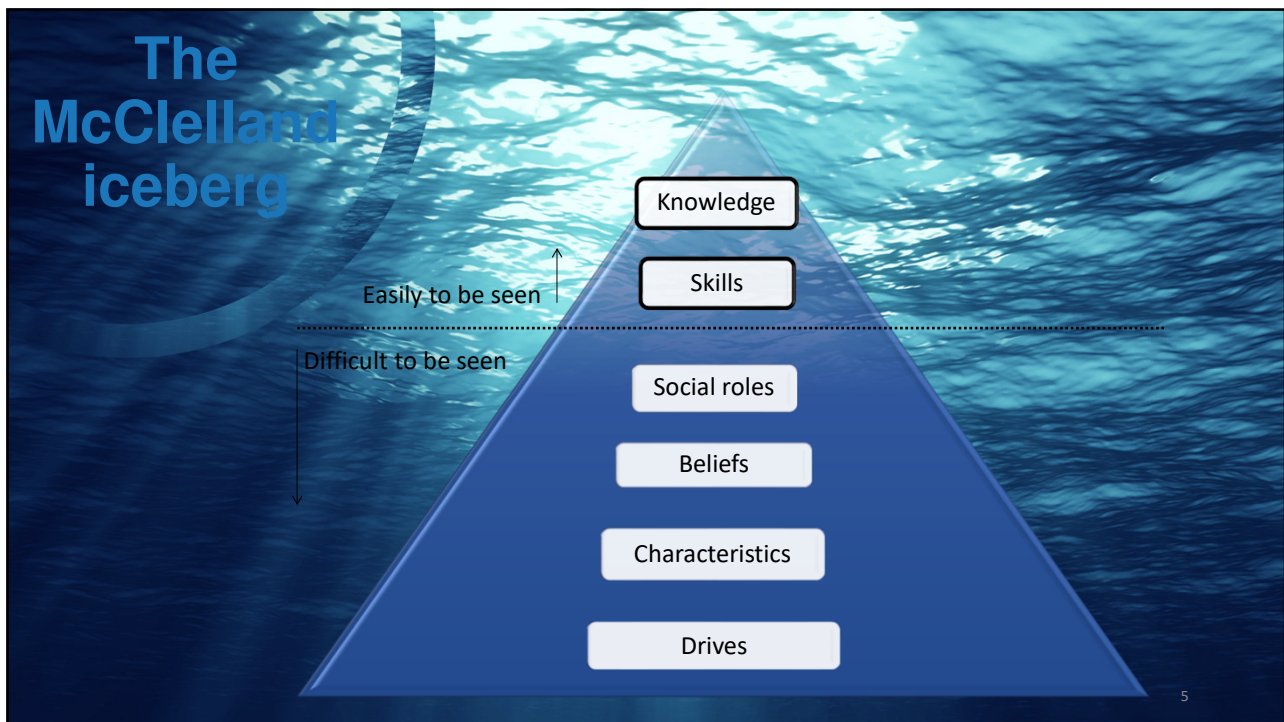 The
McClelland
iceberg
Knowledge
Skills
Easily to be seen
Difficult to be seen
Social roles
Beliefs
Characteristics
Drives
5